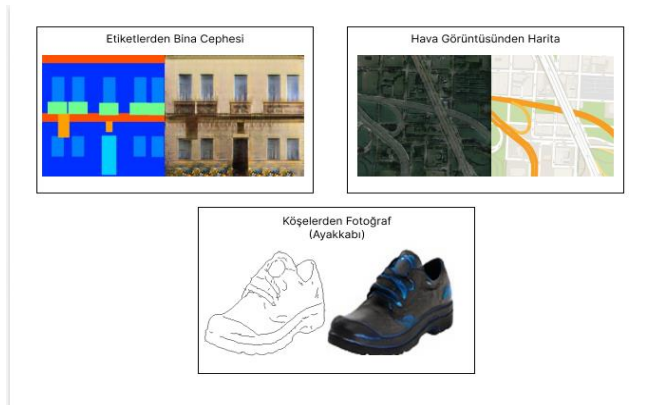 Etiketlerden Bina Cephesi
Hava Görüntüsünden Harita
Köşelerden Fotoğraf
(Ayakkabı)